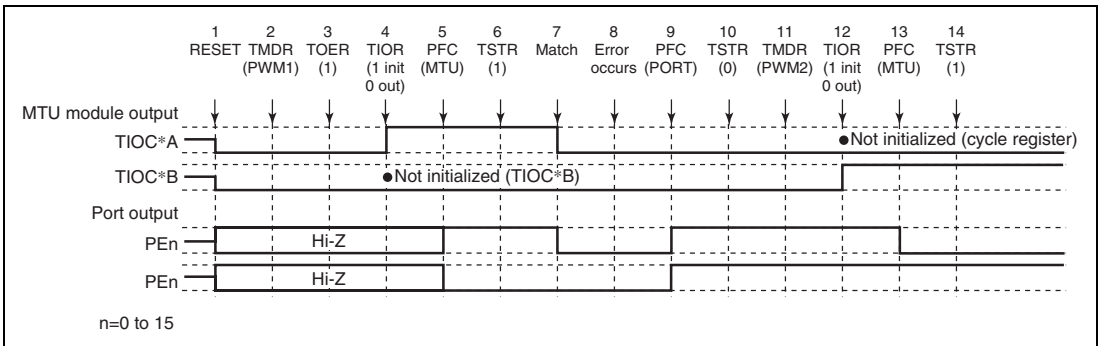 1 2 3 4 5 6 7 8 9 10 11 12 13 14
RESET TMDR TOER TIOR PFC TSTR Match Error PFC TSTR TMDR TIOR PFC TSTR
(PWM1) (1) (1 init (MTU) (1) occurs (PORT) (0) (PWM2) (1 init (MTU) (1)
0 out) 0 out)
MTU module output
TIOC*A ●Not initialized (cycle register)
TIOC*B ●Not initialized (TIOC*B)
Port output
PEn Hi-Z
PEn Hi-Z
n=0 to 15